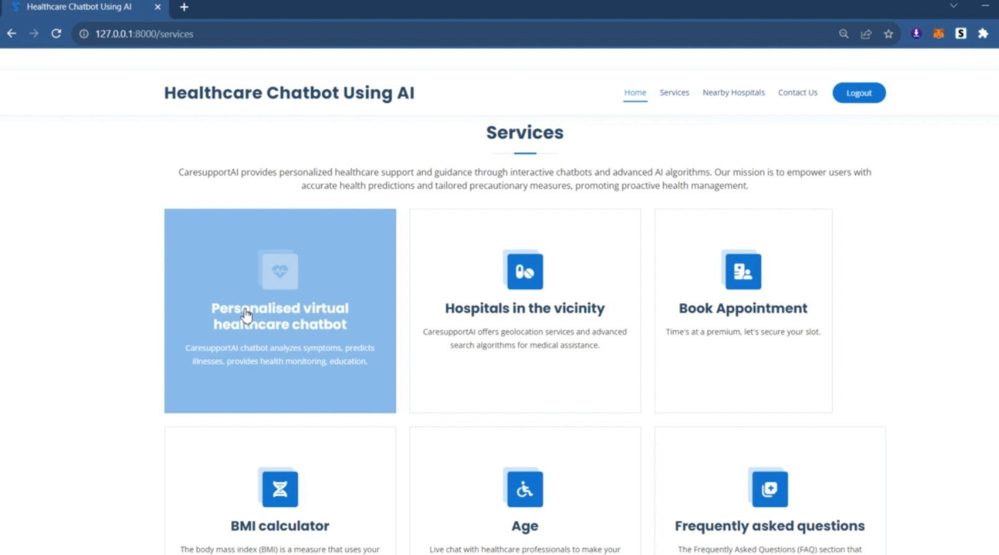 Healthcare Chatbot Using AI
127.0.0.1:8000/services
S
Healthcare Chatbot Using AI
Home
Services
Nearby Hospitals
Contact Us
Logout
Services
CaresupportAI provides personalized healthcare support and guidance through interactive chatbots and advanced AI algorithms. Our mission is to empower users with
accurate health predictions and tailored precautionary measures, promoting proactive health management.
Personalised virtual
healthcare chatbot
CaresupportAI chatbot analyzes symptoms, predicts
illnesses, provides health monitoring, education.
Hospitals in the vicinity
CaresupportAI offers geolocation services and advanced
search algorithms for medical assistance.
Book Appointment
Time's at a premium, let's secure your slot.
BMI calculator
The body mass index (BMI) is a measure that uses your
Age
Live chat with healthcare professionals to make your
Frequently asked questions
The Frequently Asked Questions (FAQ) section that